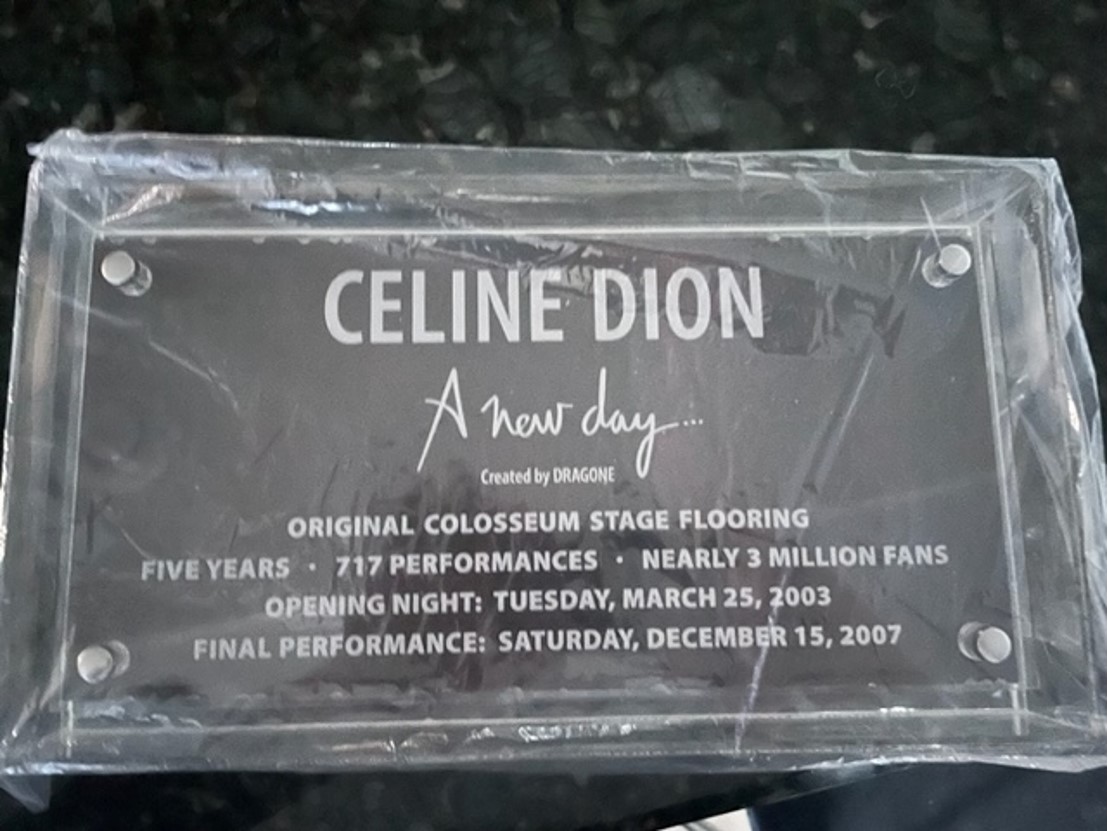 CELINE DION
A new day...
Created by DRAGONE
ORIGINAL COLOSSEUM STAGE FLOORING
FIVE YEARS · 717 PERFORMANCES · NEARLY 3 MILLION FANS
OPENING NIGHT: TUESDAY, MARCH 25, 2003
FINAL PERFORMANCE: SATURDAY, DECEMBER 15, 2007